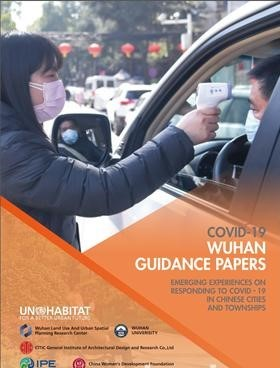 COVID-19
WUHAN
GUIDANCE PAPERS
EMERGING EXPERIENCES ON
RESPONDING TO COVID - 19
IN CHINESE CITIES
AND TOWNSHIPS
UN HABITAT
FOR A BETTER URBAN FUTURE
Wuhan Land Use And Urban Spatial
Planning Research Center
WUHAN
UNIVERSITY
CITIC General Institute of Architectural Design and Research Co.,Ltd
IPE
China Women's Development Foundation